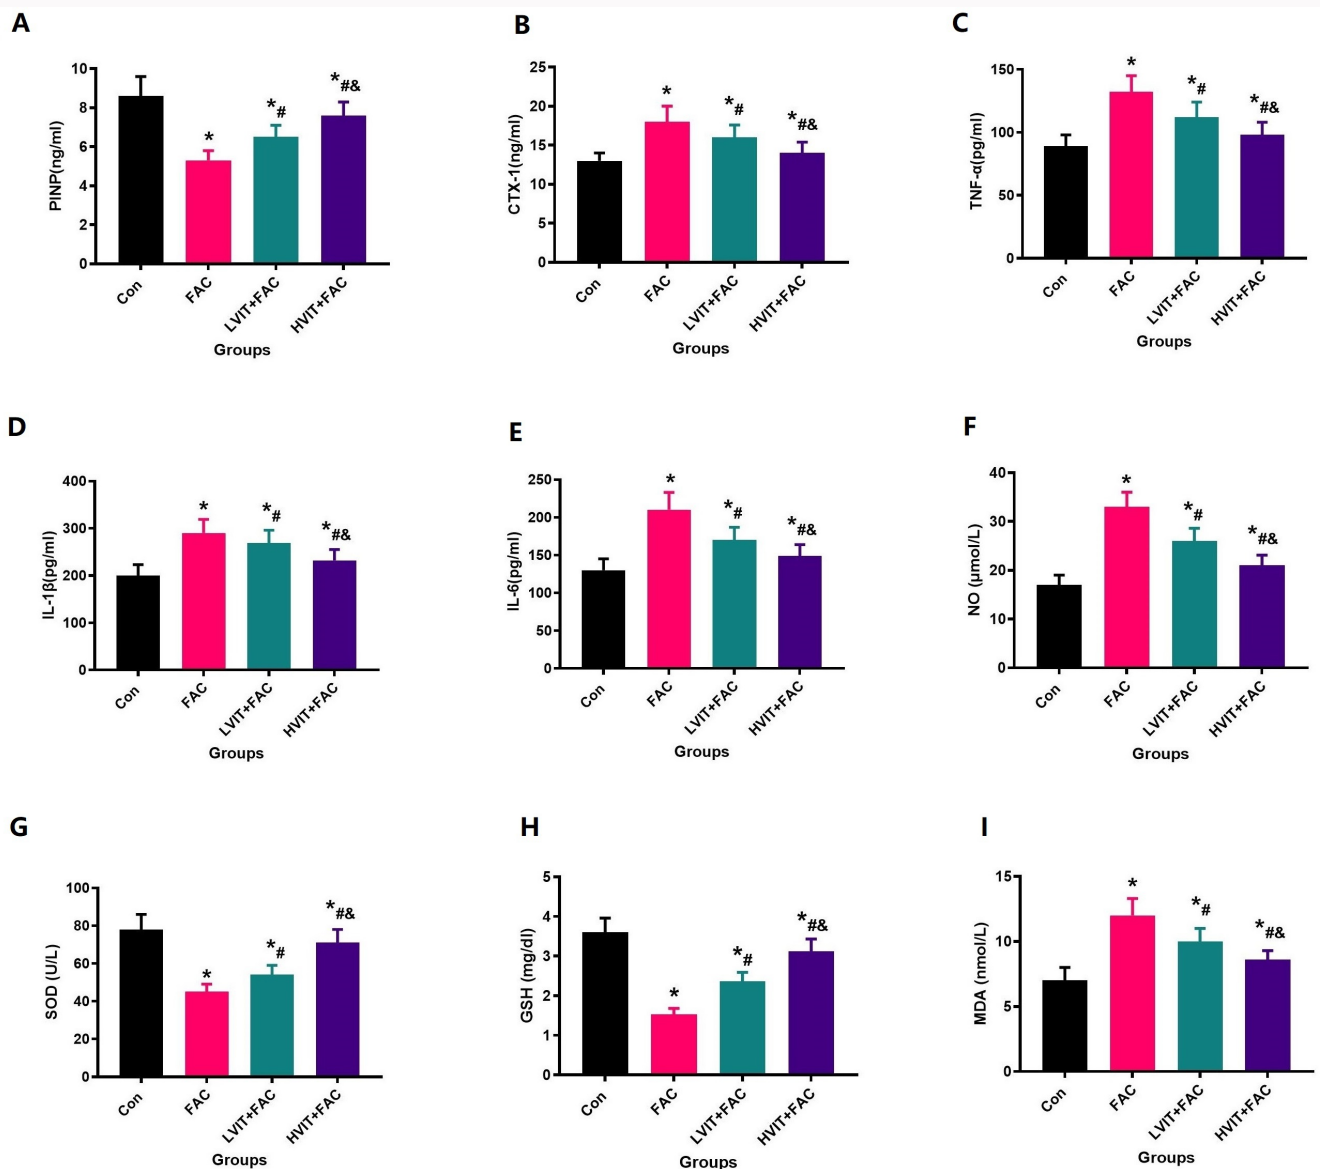 A
B
C
PINP(ng/ml)
10
8
6
4
2
0
*
*#
*#&
Con
FAC
LVIT+FAC
HVIT+FAC
Groups
CTX-1(ng/ml)
25
20
15
10
5
0
*
*#
*#&
Con
FAC
LVIT+FAC
HVIT+FAC
Groups
TNF-α(pg/ml)
150
100
50
0
*
*#
*#&
Con
FAC
LVIT+FAC
HVIT+FAC
Groups
D
E
F
IL-1β(pg/ml)
400
300
200
100
0
*
*#
*#&
Con
FAC
LVIT+FAC
HVIT+FAC
Groups
IL-6(pg/ml)
250
200
150
100
50
0
*
*#
*#&
Con
FAC
LVIT+FAC
HVIT+FAC
Groups
NO (μmol/L)
40
30
20
10
0
*
*#
*#&
Con
FAC
LVIT+FAC
HVIT+FAC
Groups
G
H
I
SOD (U/L)
100
80
60
40
20
0
*
*#
*#&
Con
FAC
LVIT+FAC
HVIT+FAC
Groups
GSH (mg/dl)
5
4
3
2
1
0
*
*#
*#&
Con
FAC
LVIT+FAC
HVIT+FAC
Groups
MDA (nmol/L)
15
10
5
0
*
*#
*#&
Con
FAC
LVIT+FAC
HVIT+FAC
Groups